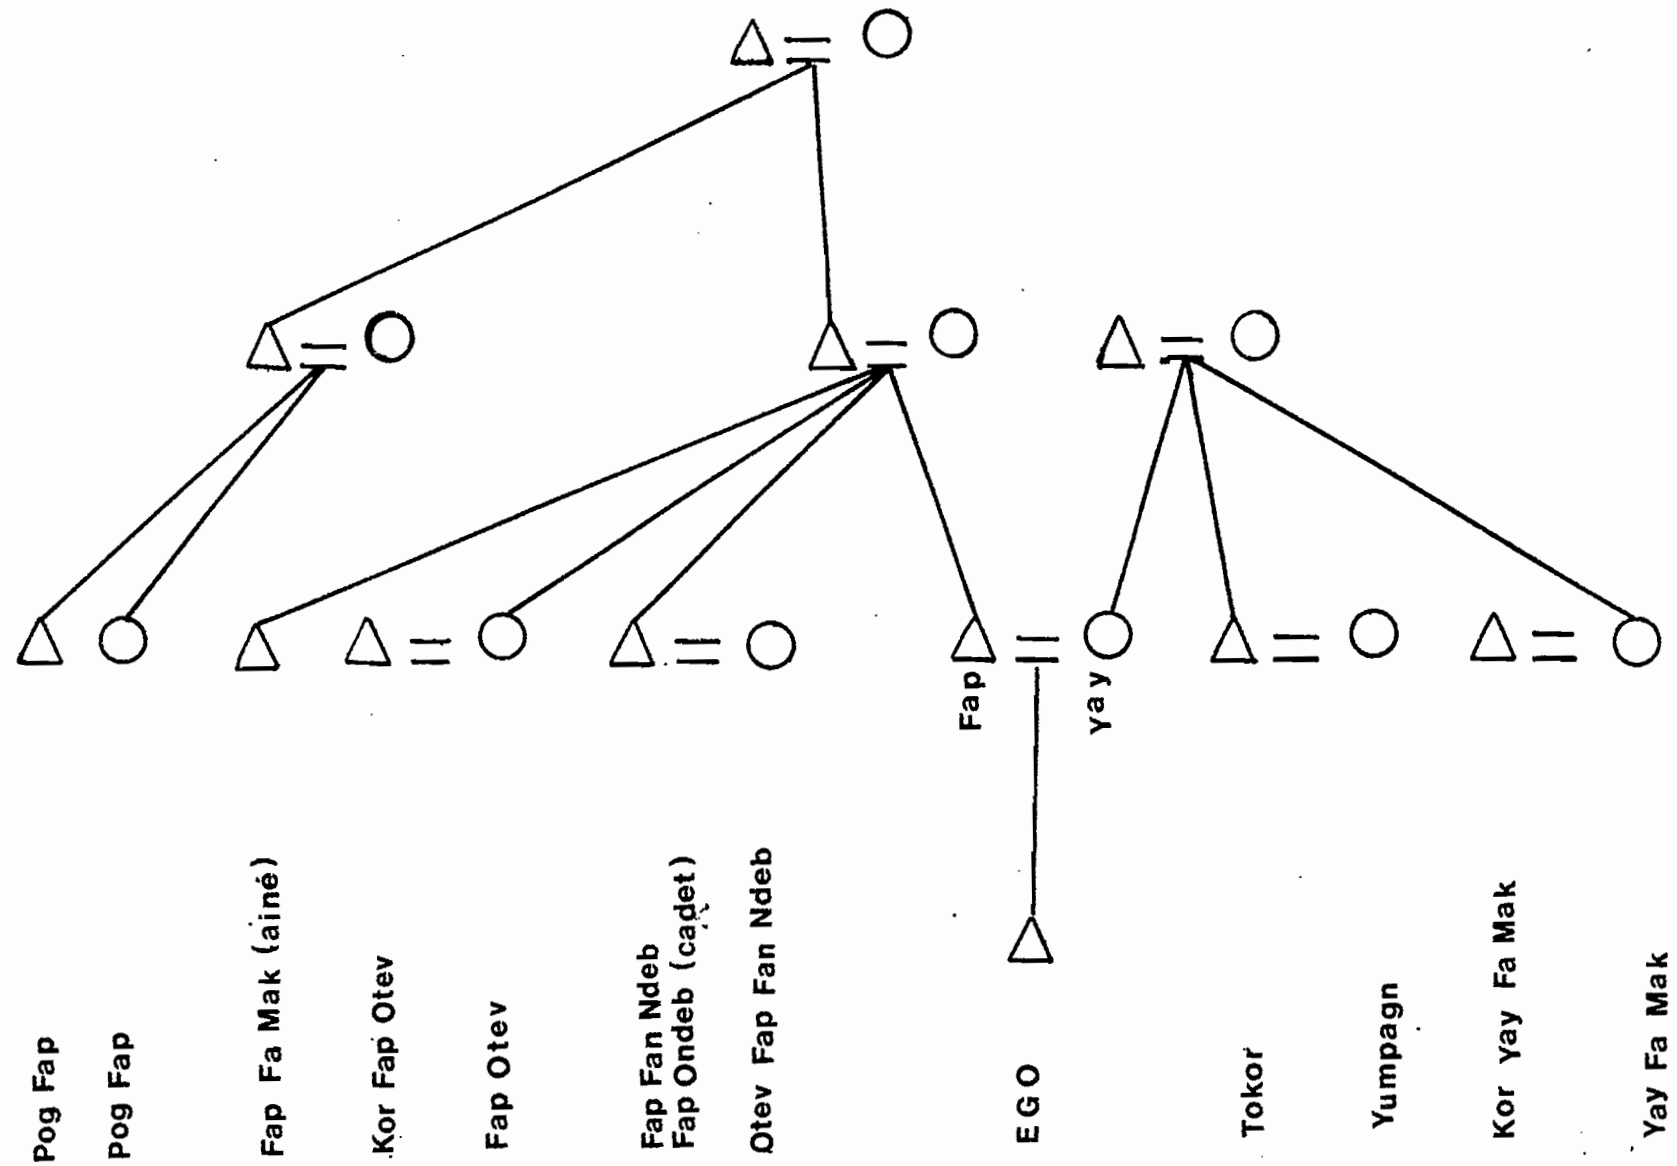 Fap
yay
Pog Fap
Pog Fap
Fap Fa Mak (ainé)
Kor Fap Otev
Fap Otev
Fap Fan Ndeb
Fap Ondeb (cadet)
Otev Fap Fan Ndeb
EGO
Tokor
Yumpagn
Kor yay Fa Mak
Yay Fa Mak